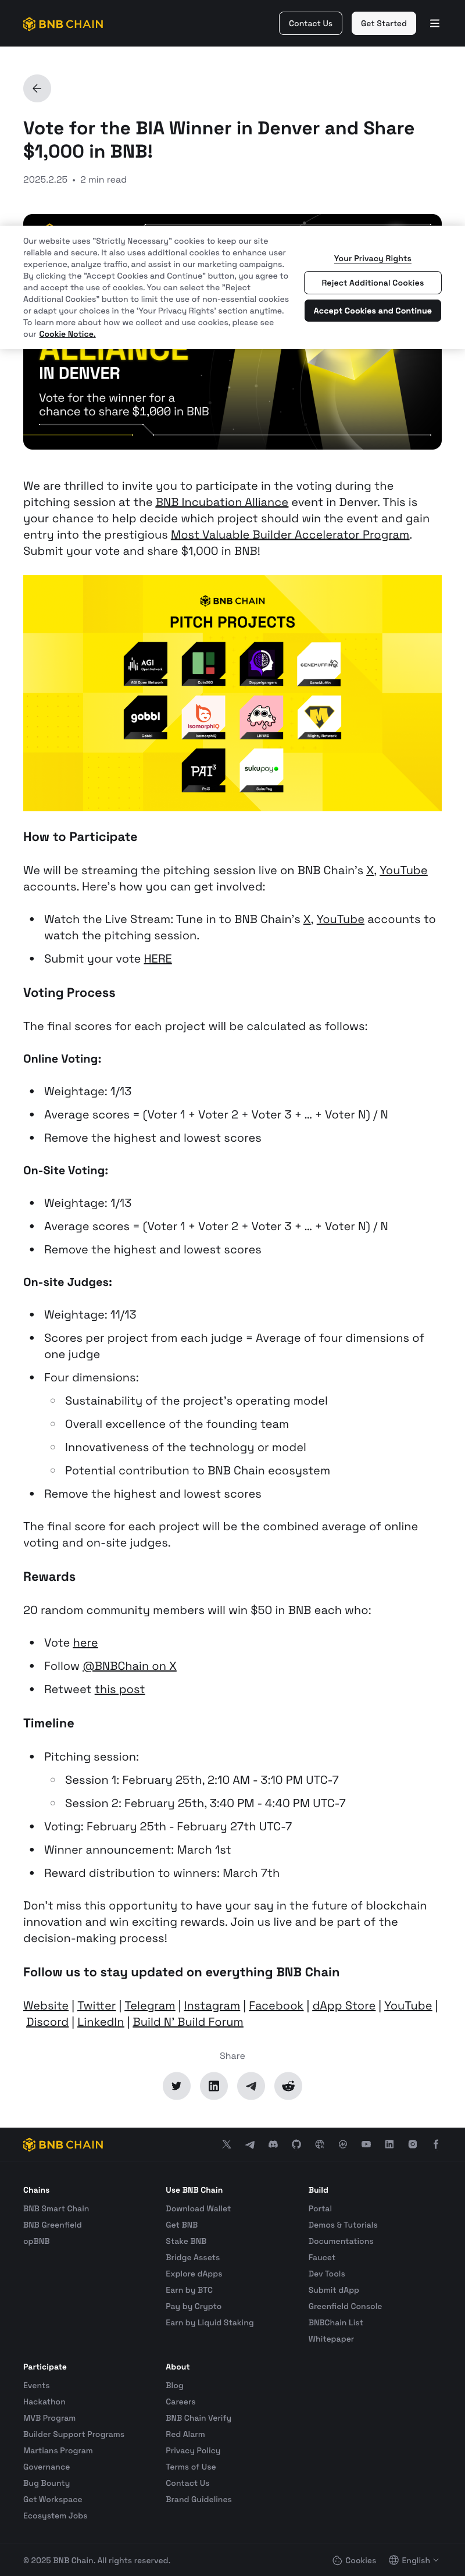 BNB CHAIN
Contact Us
Get Started
Vote for the BIA Winner in Denver and Share
$1,000 in BNB!
2025.2.25 • 2 min read
Our website uses "Strictly Necessary" cookies to keep our site
reliable and secure. It also uses additional cookies to enhance user
experience, analyze traffic, and assist in our marketing campaigns.
By clicking the "Accept Cookies and Continue" button, you agree to
and accept the use of cookies. You can select the "Reject
Additional Cookies" button to limit the use of non-essential cookies
or adapt your choices in the 'Your Privacy Rights' section anytime.
To learn more about how we collect and use cookies, please see
our Cookie Notice.
Your Privacy Rights
Reject Additional Cookies
Accept Cookies and Continue
ALLIANCE
IN DENVER
Vote for the winner for a
chance to share $1,000 in BNB
We are thrilled to invite you to participate in the voting during the
pitching session at the BNB Incubation Alliance event in Denver. This is
your chance to help decide which project should win the event and gain
entry into the prestigious Most Valuable Builder Accelerator Program.
Submit your vote and share $1,000 in BNB!
BNB CHAIN
PITCH PROJECTS
AGI
Open Network
GENEMUFFIN
gobbl
Gobbl
IsomorphIQ
IsomorphIQ
Mighty Network
PAI3
Pai3
sukupay
SukuPay
How to Participate
We will be streaming the pitching session live on BNB Chain's X, YouTube
accounts. Here's how you can get involved:
• Watch the Live Stream: Tune in to BNB Chain's X, YouTube accounts to
watch the pitching session.
• Submit your vote HERE
Voting Process
The final scores for each project will be calculated as follows:
Online Voting:
• Weightage: 1/13
• Average scores = (Voter 1 + Voter 2 + Voter 3 + … + Voter N) / N
• Remove the highest and lowest scores
On-Site Voting:
• Weightage: 1/13
• Average scores = (Voter 1 + Voter 2 + Voter 3 + … + Voter N) / N
• Remove the highest and lowest scores
On-site Judges:
• Weightage: 11/13
• Scores per project from each judge = Average of four dimensions of
one judge
• Four dimensions:
○ Sustainability of the project's operating model
○ Overall excellence of the founding team
○ Innovativeness of the technology or model
○ Potential contribution to BNB Chain ecosystem
• Remove the highest and lowest scores
The final score for each project will be the combined average of online
voting and on-site judges.
Rewards
20 random community members will win $50 in BNB each who:
• Vote here
• Follow @BNBChain on X
• Retweet this post
Timeline
• Pitching session:
○ Session 1: February 25th, 2:10 AM - 3:10 PM UTC-7
○ Session 2: February 25th, 3:40 PM - 4:40 PM UTC-7
• Voting: February 25th - February 27th UTC-7
• Winner announcement: March 1st
• Reward distribution to winners: March 7th
Don't miss this opportunity to have your say in the future of blockchain
innovation and win exciting rewards. Join us live and be part of the
decision-making process!
Follow us to stay updated on everything BNB Chain
Website | Twitter | Telegram | Instagram | Facebook | dApp Store | YouTube |
Discord | LinkedIn | Build N' Build Forum
Share
BNB CHAIN
Chains
BNB Smart Chain
BNB Greenfield
opBNB
Use BNB Chain
Download Wallet
Get BNB
Stake BNB
Bridge Assets
Explore dApps
Earn by BTC
Pay by Crypto
Earn by Liquid Staking
Build
Portal
Demos & Tutorials
Documentations
Faucet
Dev Tools
Submit dApp
Greenfield Console
BNBChain List
Whitepaper
Participate
Events
Hackathon
MVB Program
Builder Support Programs
Martians Program
Governance
Bug Bounty
Get Workspace
Ecosystem Jobs
About
Blog
Careers
BNB Chain Verify
Red Alarm
Privacy Policy
Terms of Use
Contact Us
Brand Guidelines
© 2025 BNB Chain. All rights reserved.
Cookies
English